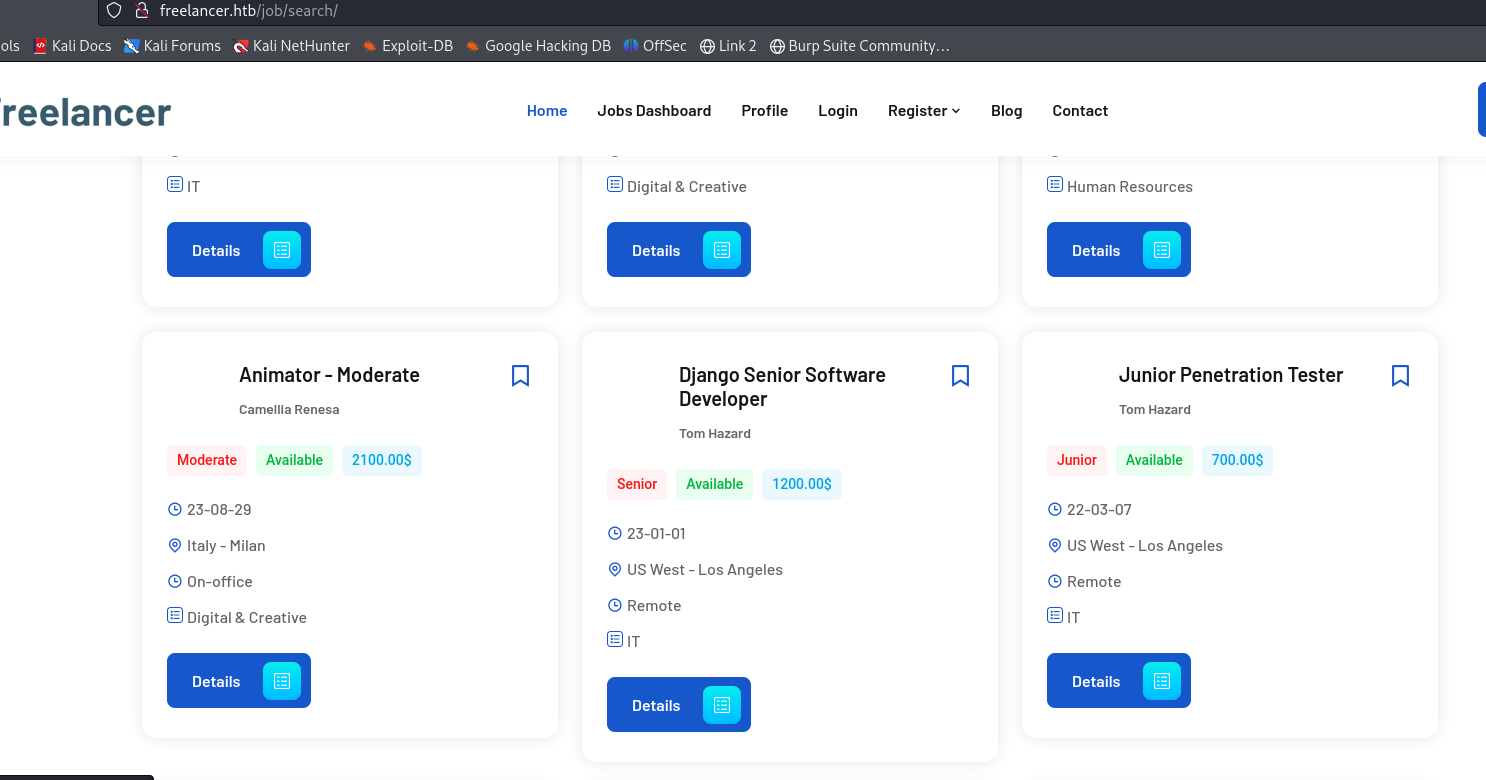 freelancer.htb/job/search/
ols Kali Docs Kali Forums Kali NetHunter Exploit-DB Google Hacking DB OffSec Link 2 Burp Suite Community…
reelancer Home Jobs Dashboard Profile Login Register Blog Contact
IT Digital & Creative Human Resources
Details Details Details
Animator - Moderate
Camellia Renesa
Moderate Available 2100.00$
23-08-29
Italy - Milan
On-office
Digital & Creative
Details
Django Senior Software
Developer
Tom Hazard
Senior Available 1200.00$
23-01-01
US West - Los Angeles
Remote
IT
Details
Junior Penetration Tester
Tom Hazard
Junior Available 700.00$
22-03-07
US West - Los Angeles
Remote
IT
Details